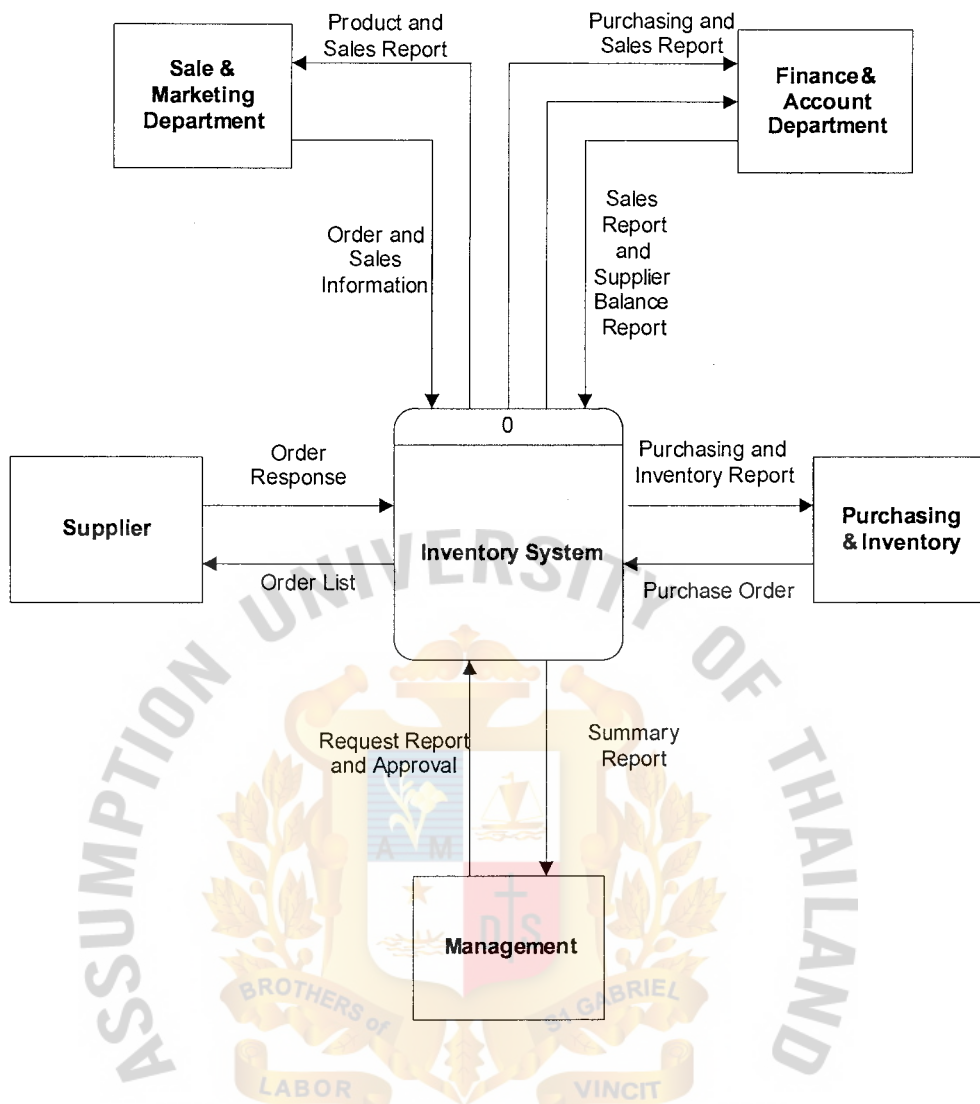 Product and
Sales Report
Purchasing and
Sales Report
Sale &
Marketing
Department
Finance &
Account
Department
Order and
Sales
Information
Sales
Report
and
Supplier
Balance
Report
0
Order
Response
Purchasing and
Inventory Report
Supplier
Inventory System
Purchasing
& Inventory
Order List
Purchase Order
Request Report
and Approval
Summary
Report
Management
ASSUMPTION UNIVERSITY OF THAILAND
A M
D S
BROTHERS of
St GABRIEL
LABOR
VINCIT